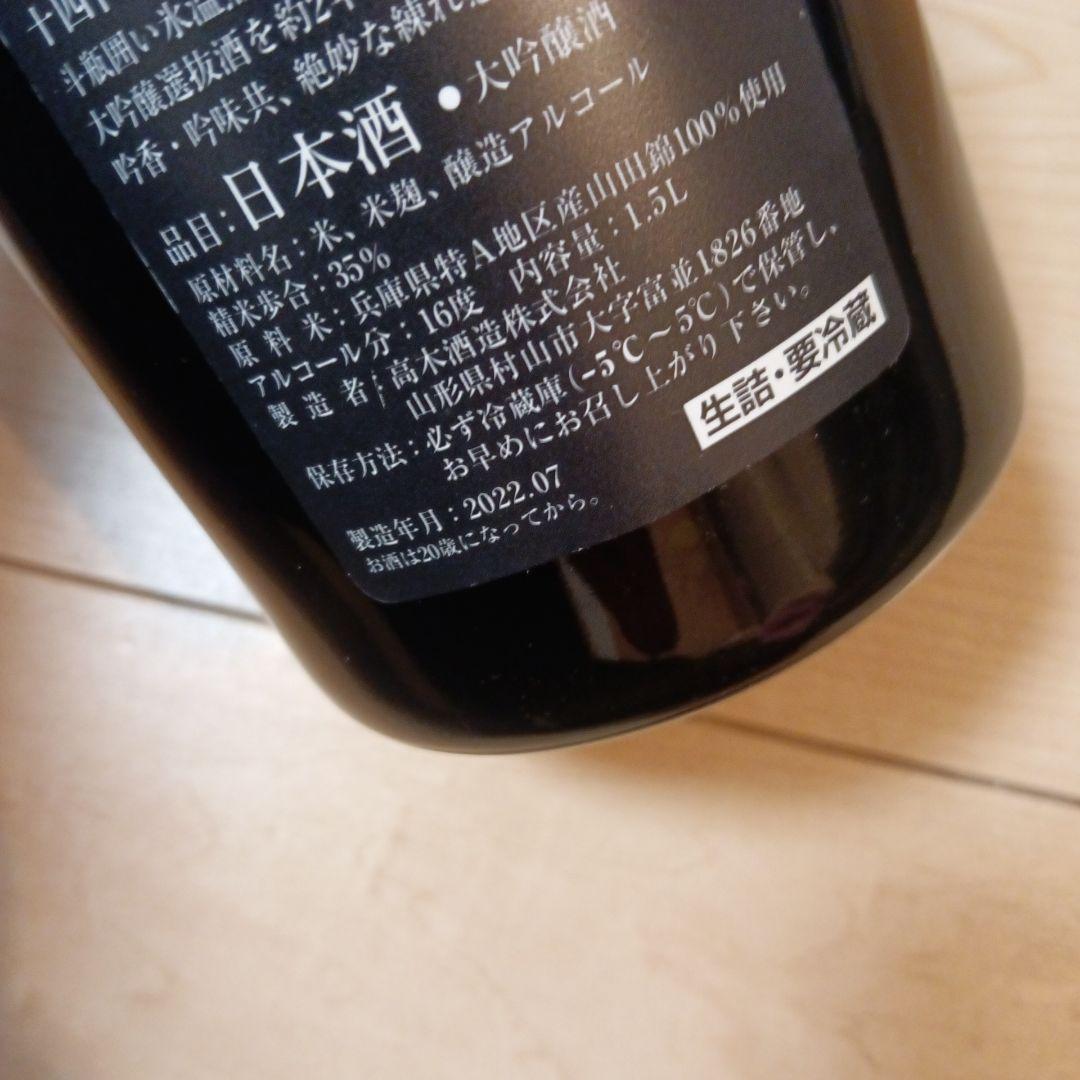 十四
斗瓶囲い氷温
大吟醸選抜酒を約2
吟香・吟味共、絶妙な練れ
品目：日本酒 ・大吟醸酒
原材料名：米、米麹、醸造アルコール
精米歩合：35%
原料米：兵庫県特A地区産山田錦100%使用
アルコール分：16度 内容量：1.5L
製造者 高木酒造株式会社
山形県村山市大字富並1826番地
保存方法：必ず冷蔵庫(-5℃〜5℃)で保管し、
お早めにお召し上がり下さい。
生詰・要冷蔵
製造年月：2022.07
お酒は20歳になってから。